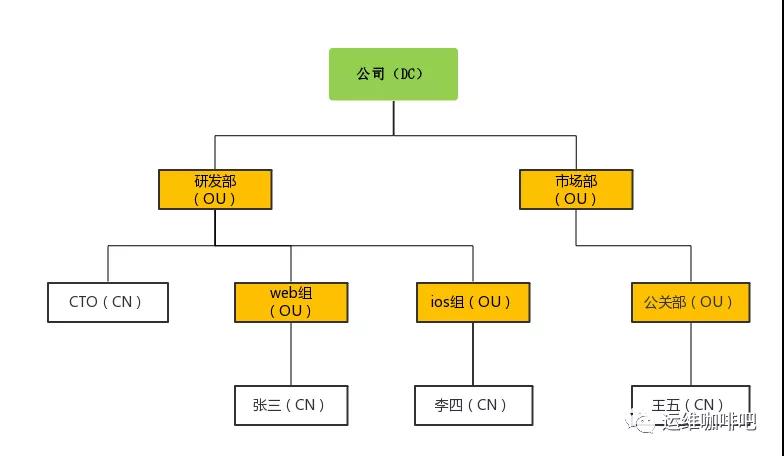 公司（DC）
研发部
（OU）
市场部
（OU）
CTO（CN）
web组
（OU）
ios组（OU）
公关部（OU）
张三（CN）
李四（CN）
王五（CN）
运维咖啡吧